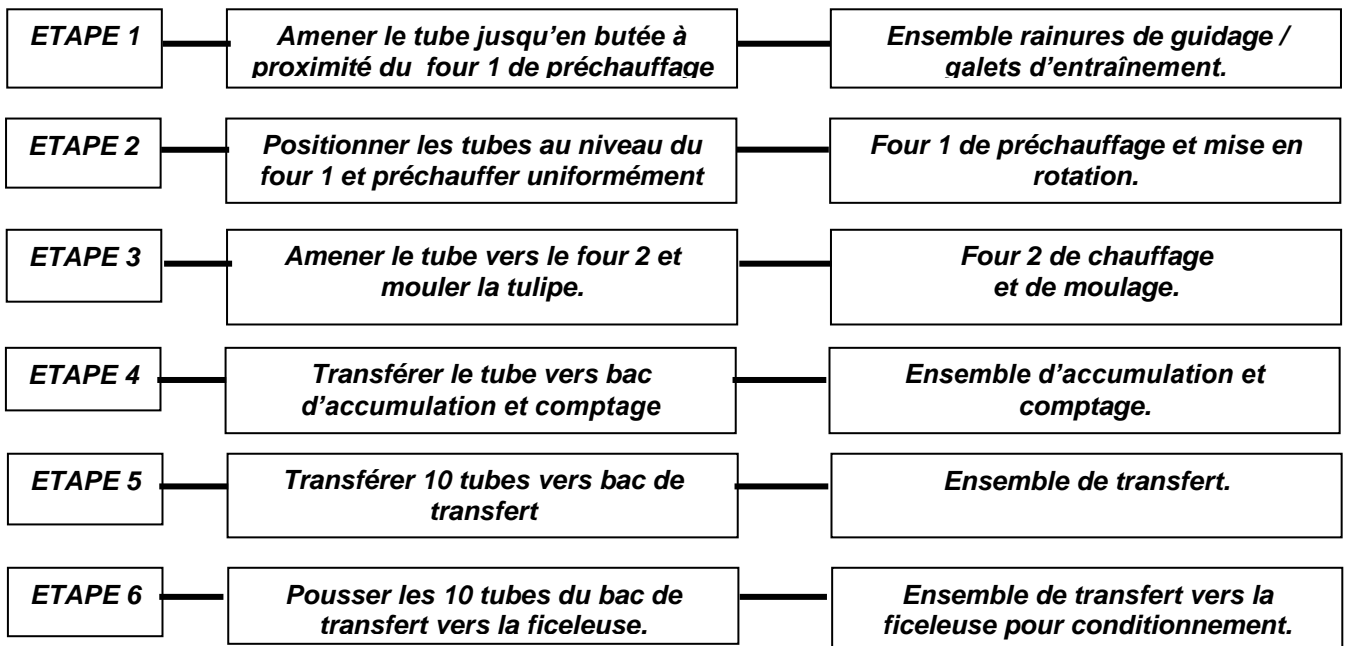 ETAPE 1
Amener le tube jusqu'en butée à
proximité du four 1 de préchauffage
Ensemble rainures de guidage /
galets d'entraînement.
ETAPE 2
Positionner les tubes au niveau du
four 1 et préchauffer uniformément
Four 1 de préchauffage et mise en
rotation.
ETAPE 3
Amener le tube vers le four 2 et
mouler la tulipe.
Four 2 de chauffage
et de moulage.
ETAPE 4
Transférer le tube vers bac
d'accumulation et comptage
Ensemble d'accumulation et
comptage.
ETAPE 5
Transférer 10 tubes vers bac de
transfert
Ensemble de transfert.
ETAPE 6
Pousser les 10 tubes du bac de
transfert vers la ficeleuse.
Ensemble de transfert vers la
ficeleuse pour conditionnement.